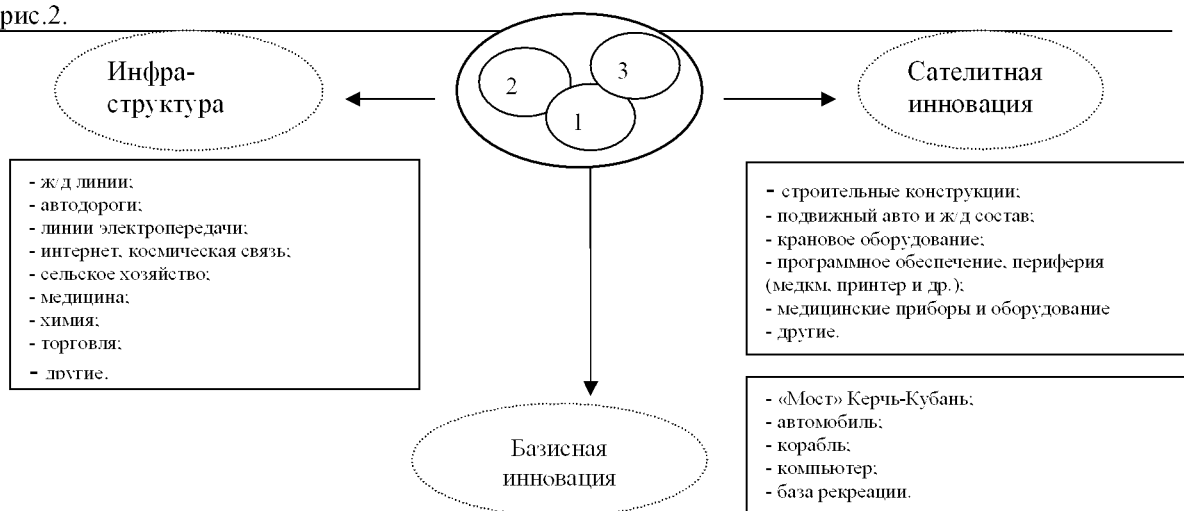 рис.2.
Инфра-
структура
2
3
1
Сателитная
инновация
- ж/д линии;
- автодороги;
- линии электропередачи;
- интернет, космическая связь;
- сельское хозяйство;
- медицина;
- химия;
- торговля;
- другие.
- строительные конструкции;
- подвижный авто и ж/д состав;
- крановое оборудование;
- программное обеспечение, периферия
(медкм, принтер и др.);
- медицинские приборы и оборудование
- другие.
Базисная
инновация
- «Мост» Керчь-Кубань;
- автомобиль;
- корабль;
- компьютер;
- база рекреации.